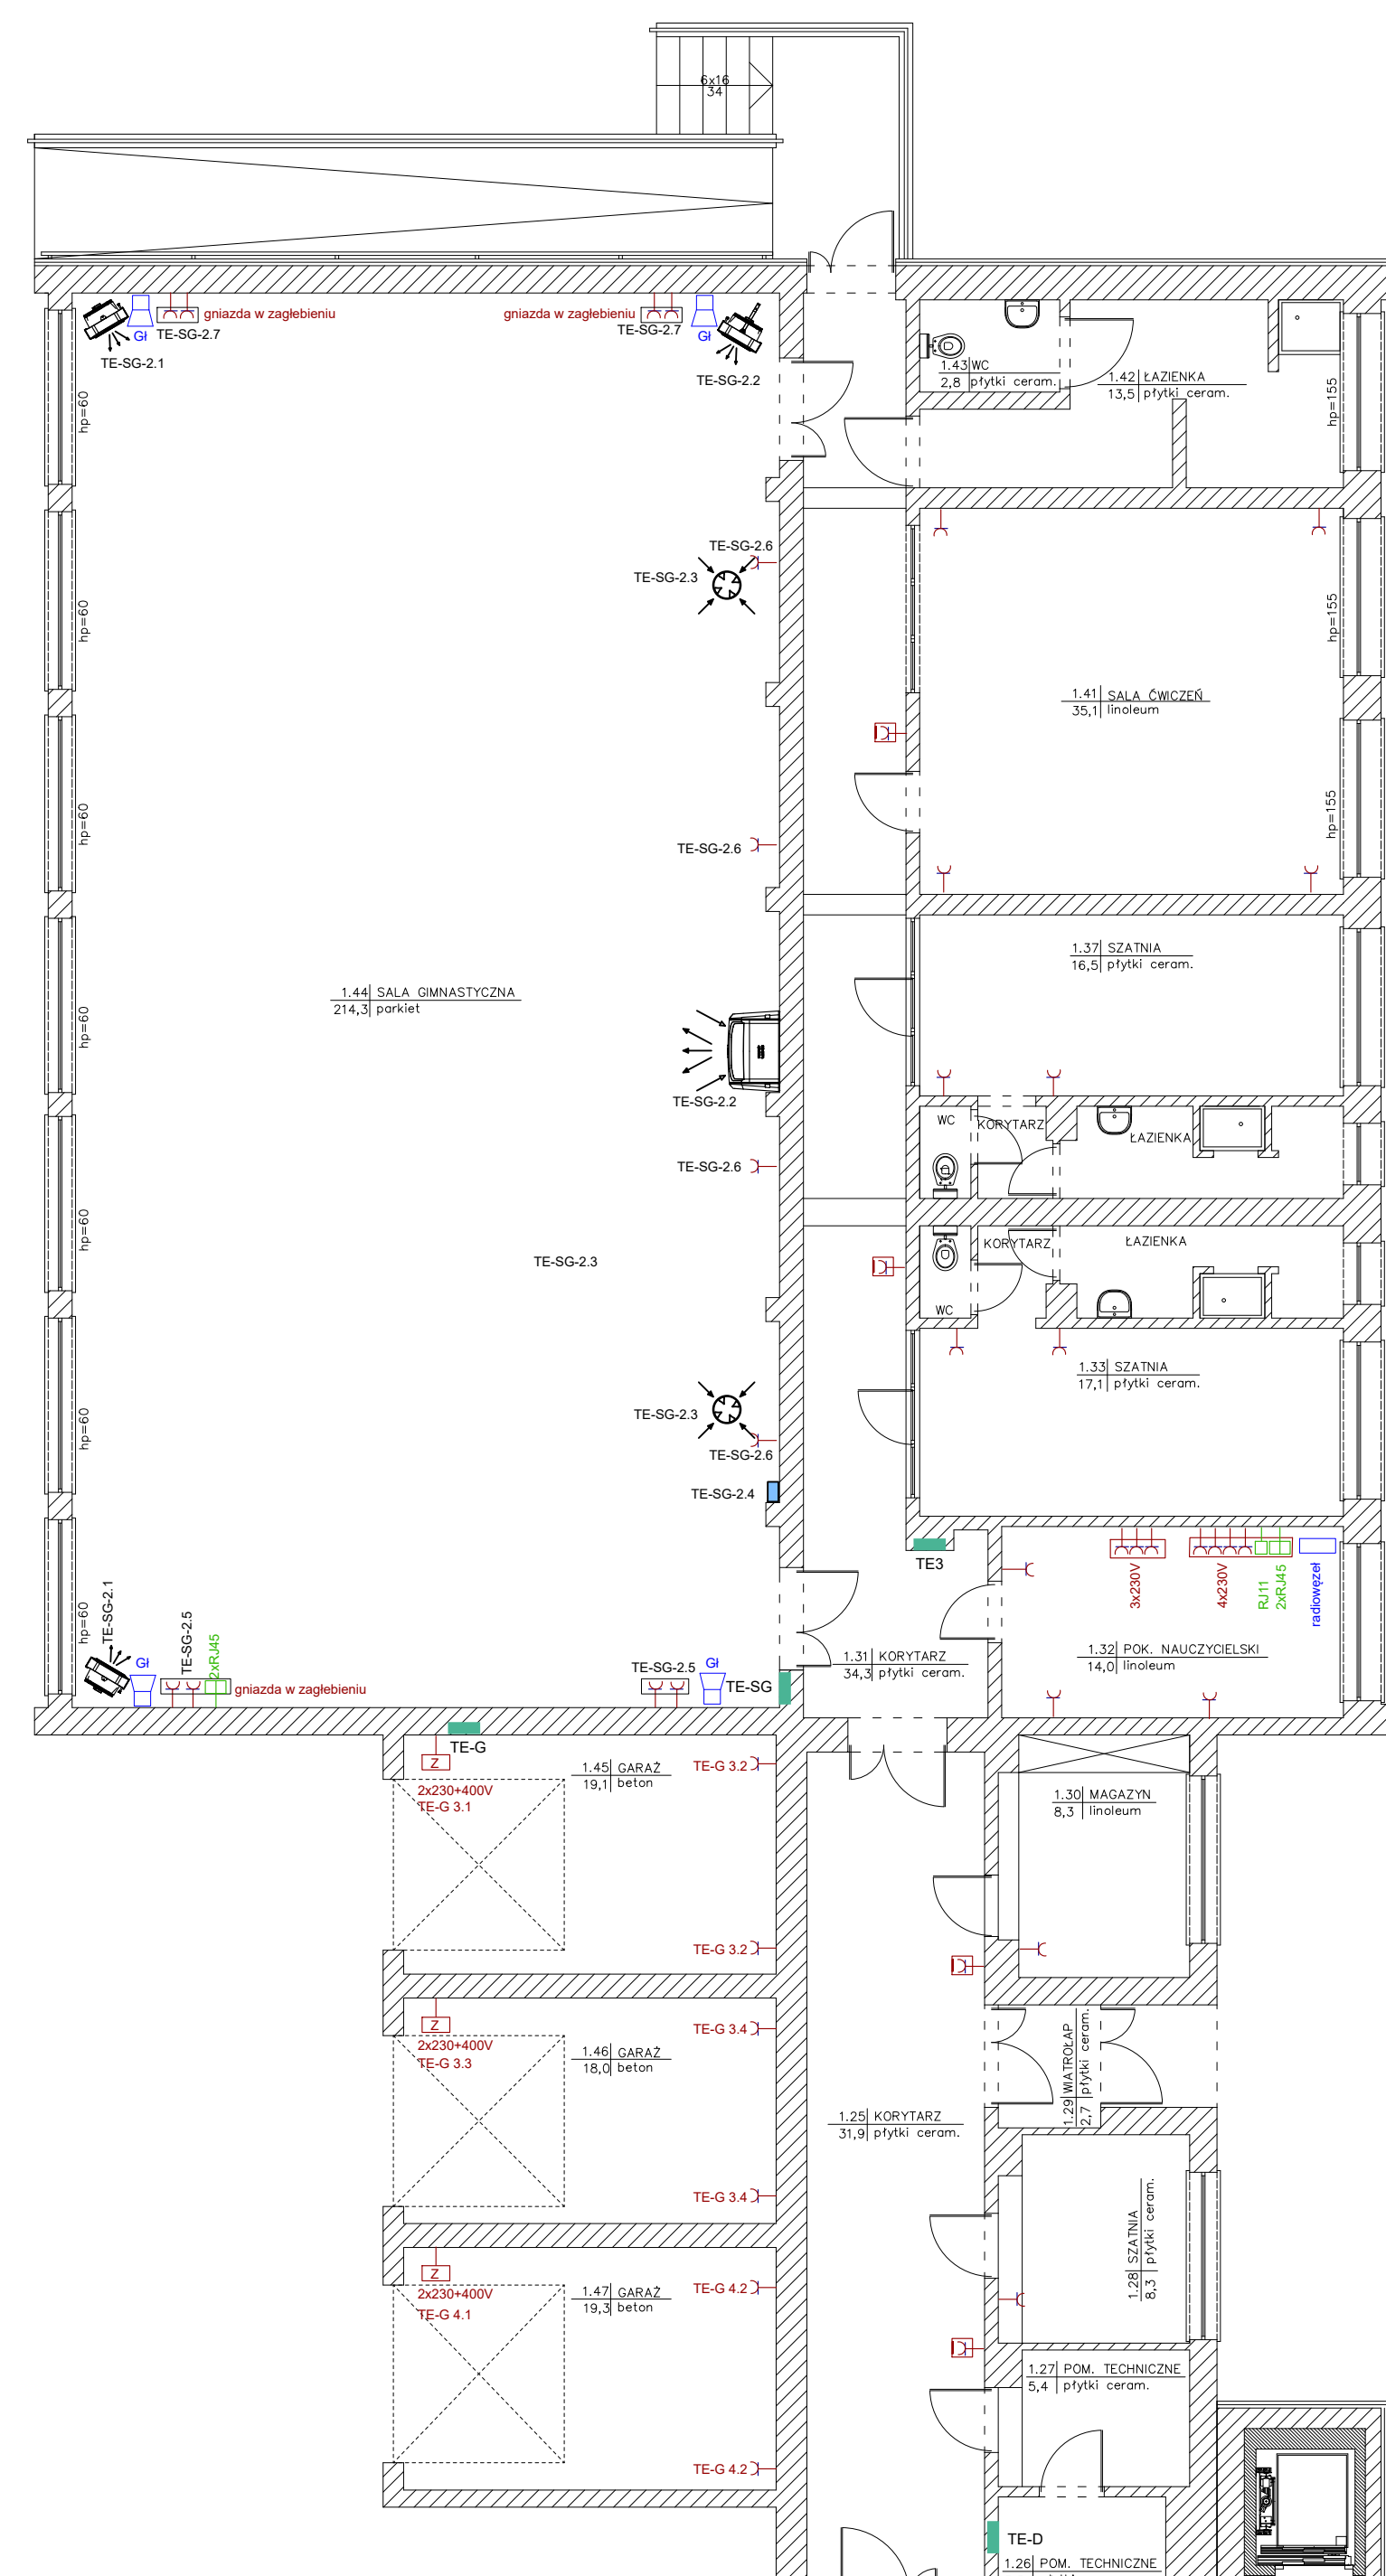 6x16
34
gniazda w zagłębieniu
gniazda w zagłębieniu
Gł
TE-SG-2.7
TE-SG-2.7
Gł
TE-SG-2.1
TE-SG-2.2
1.43 WC
2,8 płytki ceram.
1.42 ŁAZIENKA
13,5 płytki ceram.
hp=60
hp=155
TE-SG-2.6
TE-SG-2.3
hp=60
hp=155
1.41 SALA ĆWICZEŃ
35,1 linoleum
hp=60
hp=155
TE-SG-2.6
1.37 SZATNIA
16,5 płytki ceram.
1.44 SALA GIMNASTYCZNA
214,3 parkiet
hp=60
TE-SG-2.2
WC
KORYTARZ
ŁAZIENKA
TE-SG-2.6
hp=60
KORYTARZ
ŁAZIENKA
TE-SG-2.3
WC
1.33 SZATNIA
17,1 płytki ceram.
hp=60
TE-SG-2.3
TE-SG-2.6
TE-SG-2.4
TE3
3x230V
4x230V
RJ11
2xRJ45
radiowęzeł
hp=60
TE-SG-2.1
TE-SG-2.5
2xRJ45
Gł
gniazda w zagłębieniu
TE-SG-2.5
Gł
TE-SG
1.31 KORYTARZ
34,3 płytki ceram.
1.32 POK. NAUCZYCIELSKI
14,0 linoleum
TE-G
Z
2x230+400V
TE-G 3.1
1.45 GARAŻ
19,1 beton
TE-G 3.2
1.30 MAGAZYN
8,3 linoleum
TE-G 3.2
Z
2x230+400V
TE-G 3.3
1.46 GARAŻ
18,0 beton
TE-G 3.4
1.29 WIATROŁAP
2,7 płytki ceram.
1.25 KORYTARZ
31,9 płytki ceram.
TE-G 3.4
1.28 SZATNIA
8,3 płytki ceram.
Z
2x230+400V
TE-G 4.1
1.47 GARAŻ
19,3 beton
TE-G 4.2
1.27 POM. TECHNICZNE
5,4 płytki ceram.
TE-G 4.2
TE-D
1.26 POM. TECHNICZNE